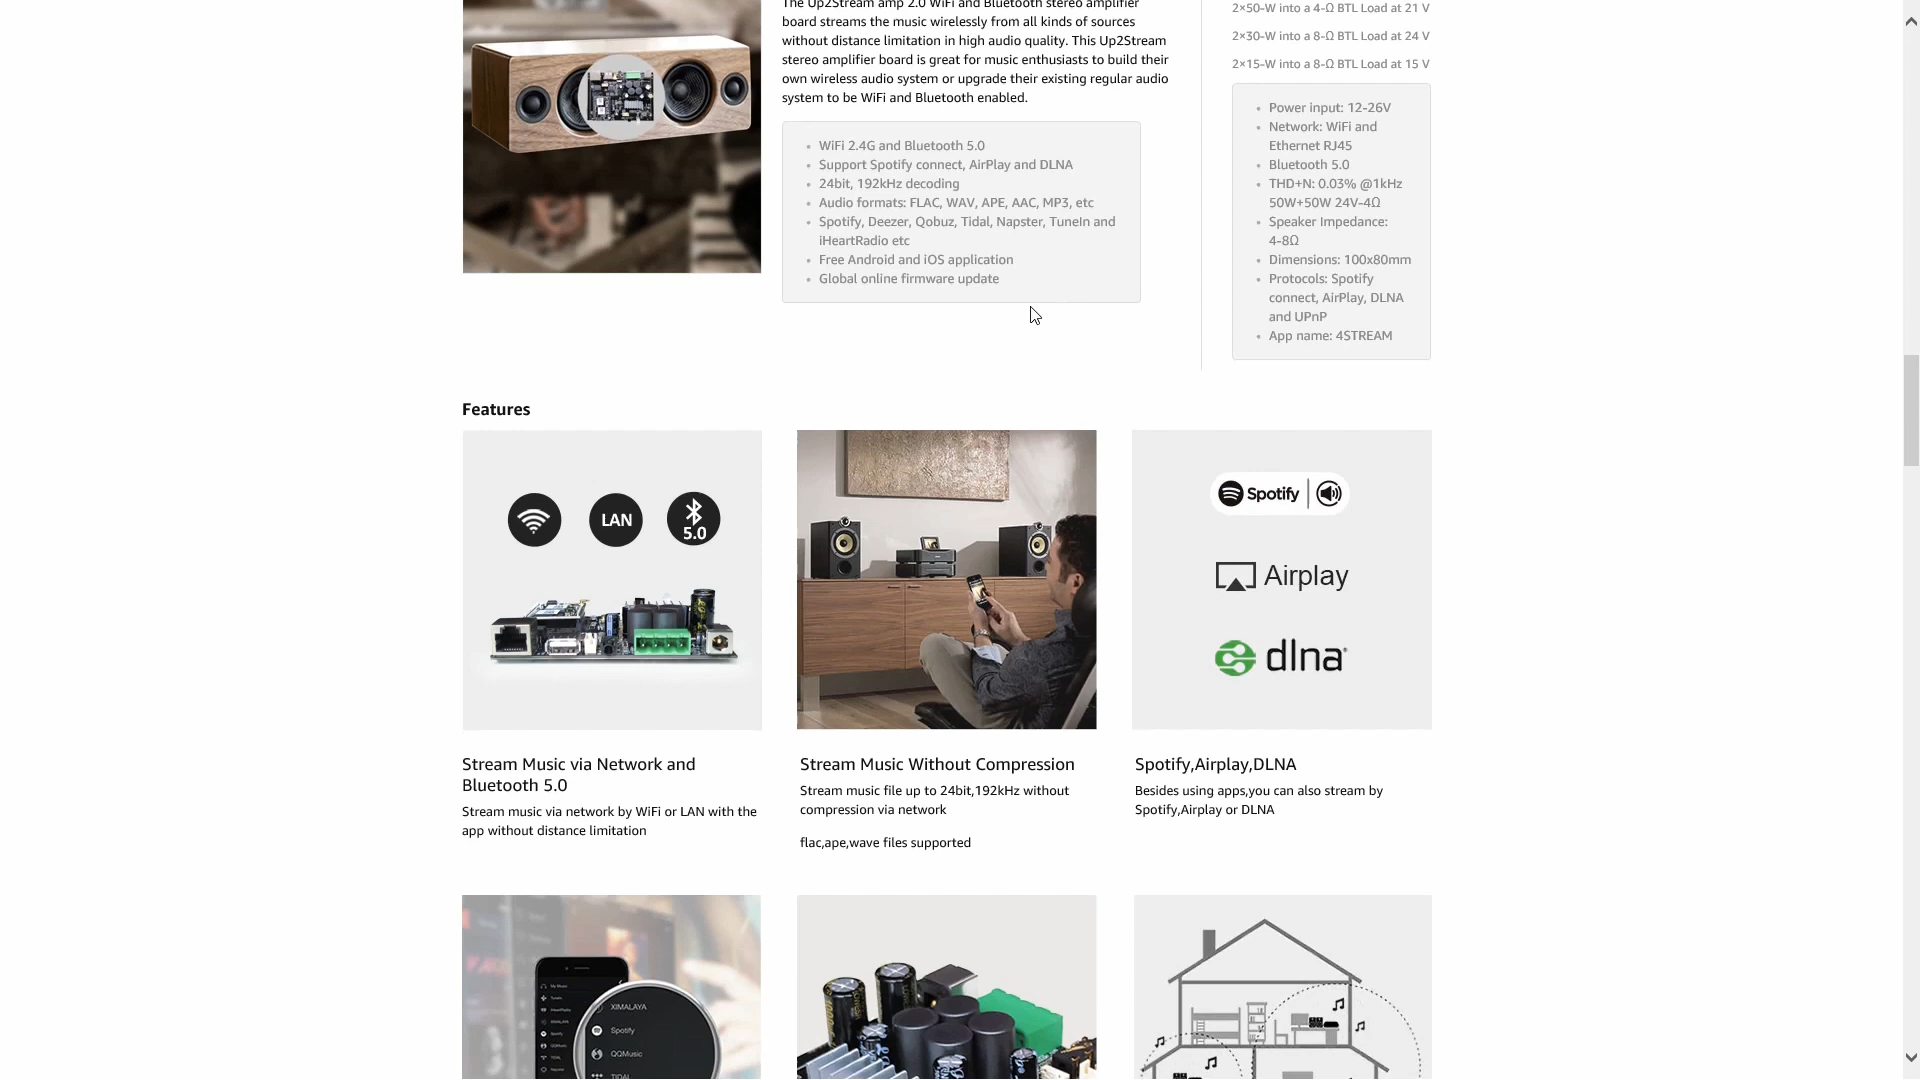 The Up2Stream amp 2.0 WiFi and Bluetooth stereo amplifier
board streams the music wirelessly from all kinds of sources
without distance limitation in high audio quality. This Up2Stream
stereo amplifier board is great for music enthusiasts to build their
own wireless audio system or upgrade their existing regular audio
system to be WiFi and Bluetooth enabled.
• WiFi 2.4G and Bluetooth 5.0
• Support Spotify connect, AirPlay and DLNA
• 24bit, 192kHz decoding
• Audio formats: FLAC, WAV, APE, AAC, MP3, etc
• Spotify, Deezer, Qobuz, Tidal, Napster, TuneIn and
iHeartRadio etc
• Free Android and iOS application
• Global online firmware update
2×50-W into a 4-Ω BTL Load at 21 V
2×30-W into a 8-Ω BTL Load at 24 V
2×15-W into a 8-Ω BTL Load at 15 V
• Power input: 12-26V
• Network: WiFi and
Ethernet RJ45
• Bluetooth 5.0
• THD+N: 0.03% @1kHz
50W+50W 24V-4Ω
• Speaker Impedance:
4-8Ω
• Dimensions: 100x80mm
• Protocols: Spotify
connect, AirPlay, DLNA
and UPnP
• App name: 4STREAM
Features
LAN
5.0
Spotify
Airplay
dlna
Stream Music via Network and
Bluetooth 5.0
Stream music via network by WiFi or LAN with the
app without distance limitation
Stream Music Without Compression
Stream music file up to 24bit,192kHz without
compression via network
flac,ape,wave files supported
Spotify,Airplay,DLNA
Besides using apps,you can also stream by
Spotify,Airplay or DLNA
XIMALAYA
Spotify
QQMusic
TIDAL